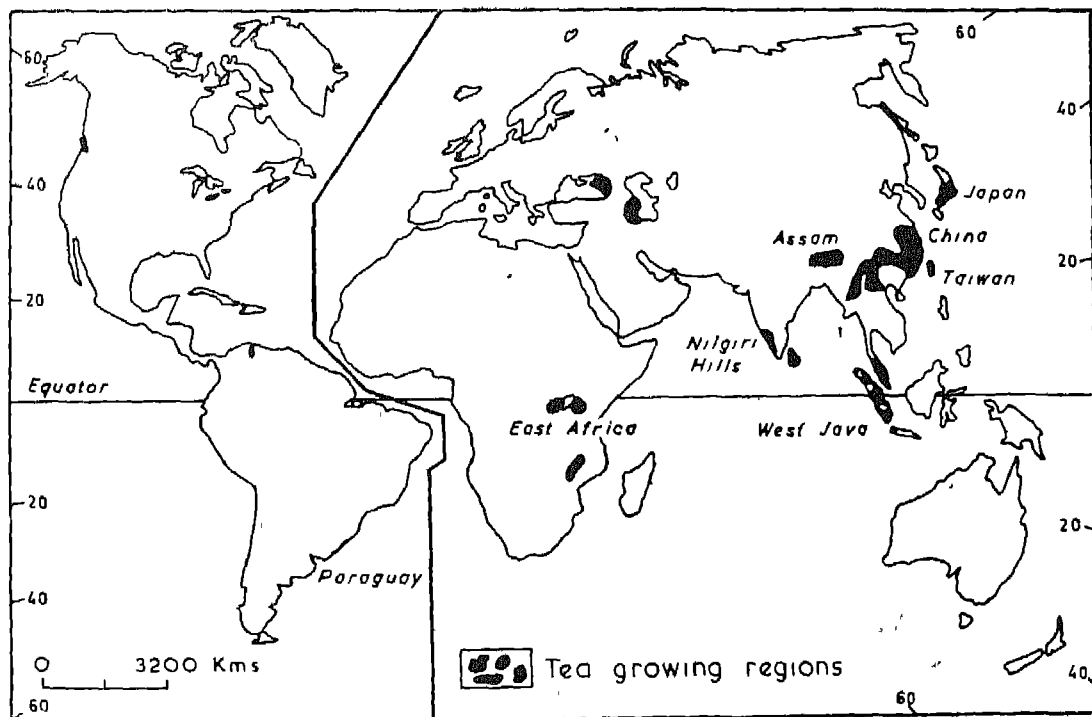 60
60
40
Japan
40
Assam
China
20
Taiwan
20
Nilgiri
Hills
Equator
East Africa
West Java
20
20
Paraguay
40
0 3200 Kms
Tea growing regions
40
60
60